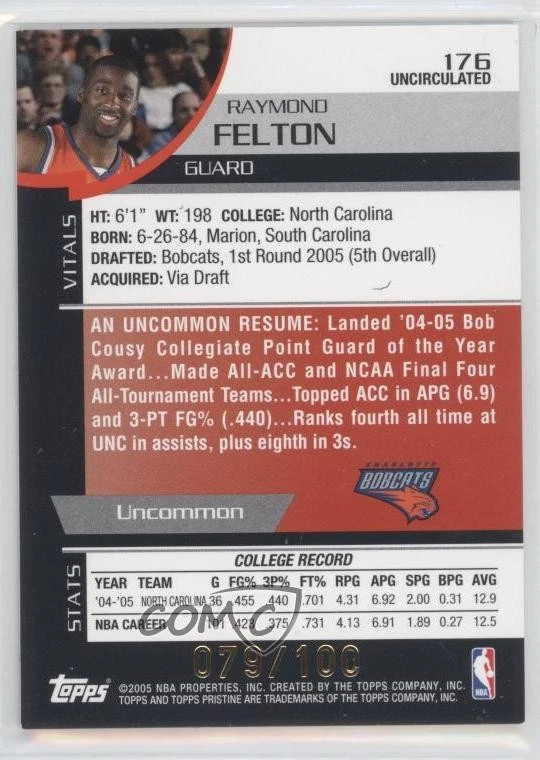 176
UNCIRCULATED
RAYMOND
FELTON
GUARD
VITALS
HT: 6'1" WT: 198 COLLEGE: North Carolina
BORN: 6-26-84, Marion, South Carolina
DRAFTED: Bobcats, 1st Round 2005 (5th Overall)
ACQUIRED: Via Draft
AN UNCOMMON RESUME: Landed '04-05 Bob
Cousy Collegiate Point Guard of the Year
Award...Made All-ACC and NCAA Final Four
All-Tournament Teams...Topped ACC in APG (6.9)
and 3-PT FG% (.440)...Ranks fourth all time at
UNC in assists, plus eighth in 3s.
CHARLOTTE
BOBCATS
Uncommon
STATS
COLLEGE RECORD
YEAR TEAM G FG% 3P% FT% RPG APG SPG BPG AVG
'04-'05 NORTH CAROLINA 36 .455 .440 .701 4.31 6.92 2.00 0.31 12.9
NBA CAREER 101 .423 .375 .731 4.13 6.91 1.89 0.27 12.5
COMC
079/100
Topps
©2005 NBA PROPERTIES, INC. CREATED BY THE TOPPS COMPANY, INC.
TOPPS AND TOPPS PRISTINE ARE TRADEMARKS OF THE TOPPS COMPANY, INC.
NBA